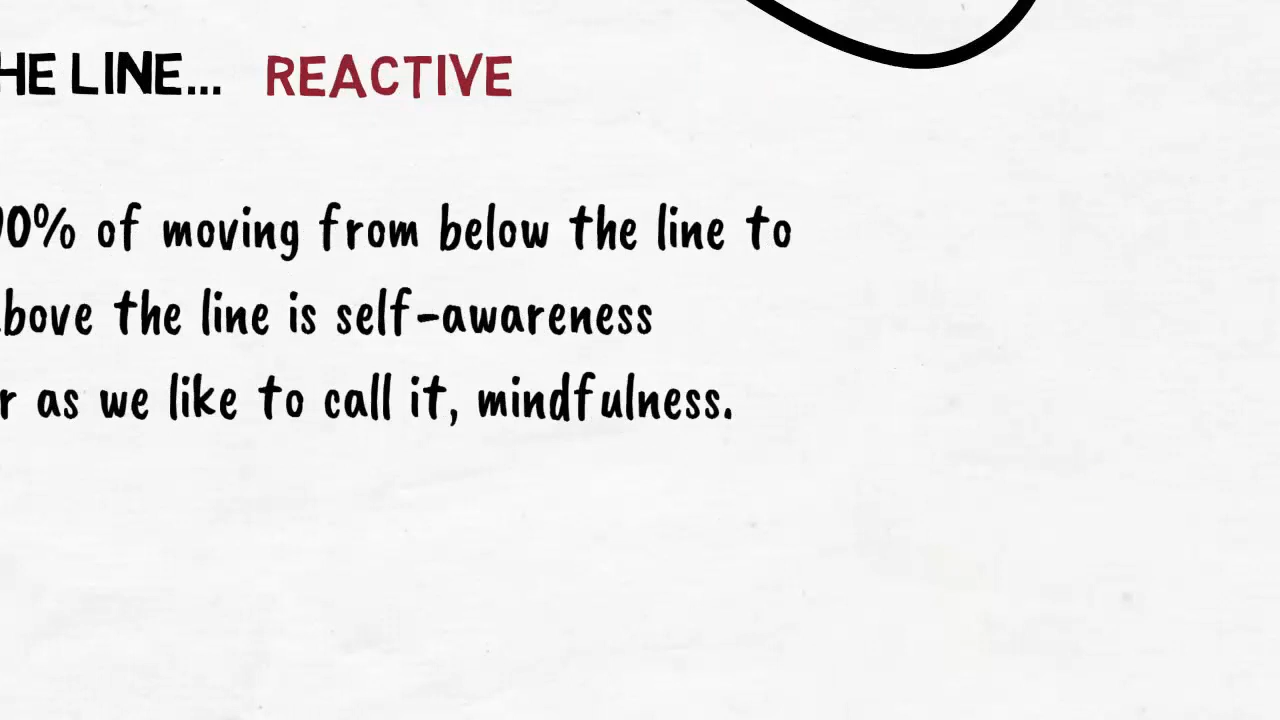 HE LINE... REACTIVE
0% of moving from below the line to
bove the line is self-awareness
r as we like to call it, mindfulness.